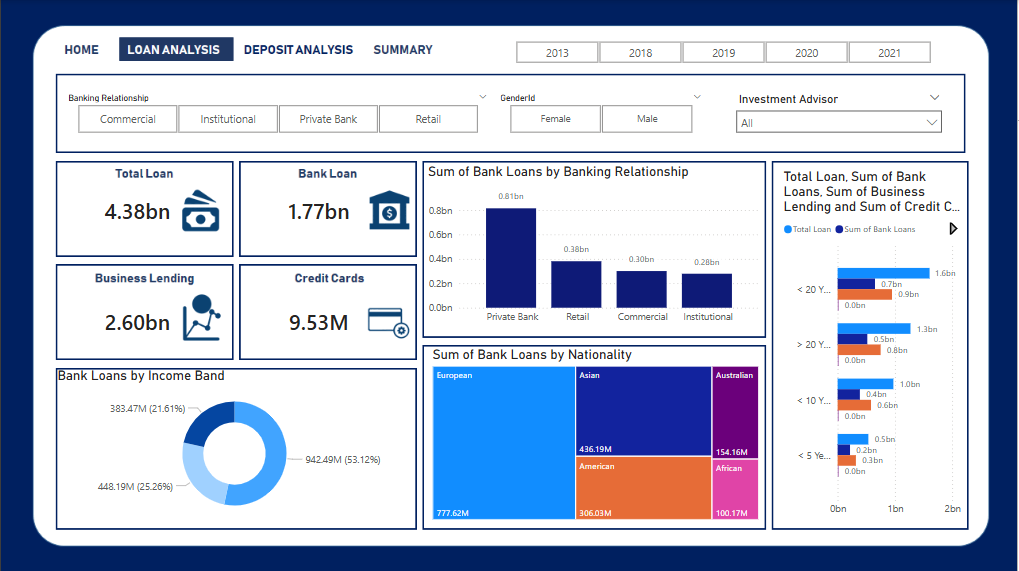 HOME LOAN ANALYSIS DEPOSIT ANALYSIS SUMMARY
2013 2018 2019 2020 2021
Banking Relationship
Commercial Institutional Private Bank Retail
GenderId
Female Male
Investment Advisor
All
Total Loan
4.38bn
Bank Loan
1.77bn
Business Lending
2.60bn
Credit Cards
9.53M
Bank Loans by Income Band
383.47M (21.61%)
942.49M (53.12%)
448.19M (25.26%)
Sum of Bank Loans by Banking Relationship
0.8bn
0.6bn
0.4bn
0.2bn
0.0bn
0.81bn
0.38bn
0.30bn
0.28bn
Private Bank Retail Commercial Institutional
Sum of Bank Loans by Nationality
European
777.62M
Asian
436.19M
American
306.03M
Australian
154.16M
African
100.17M
Total Loan, Sum of Bank
Loans, Sum of Business
Lending and Sum of Credit C...
Total Loan Sum of Bank Loans
< 20 Y...
1.6bn
0.7bn
0.9bn
0.0bn
> 20 Y...
1.3bn
0.5bn
0.8bn
0.0bn
< 10 Y...
1.0bn
0.4bn
0.6bn
0.0bn
< 5 Ye...
0.5bn
0.2bn
0.3bn
0.0bn
0bn 1bn 2bn